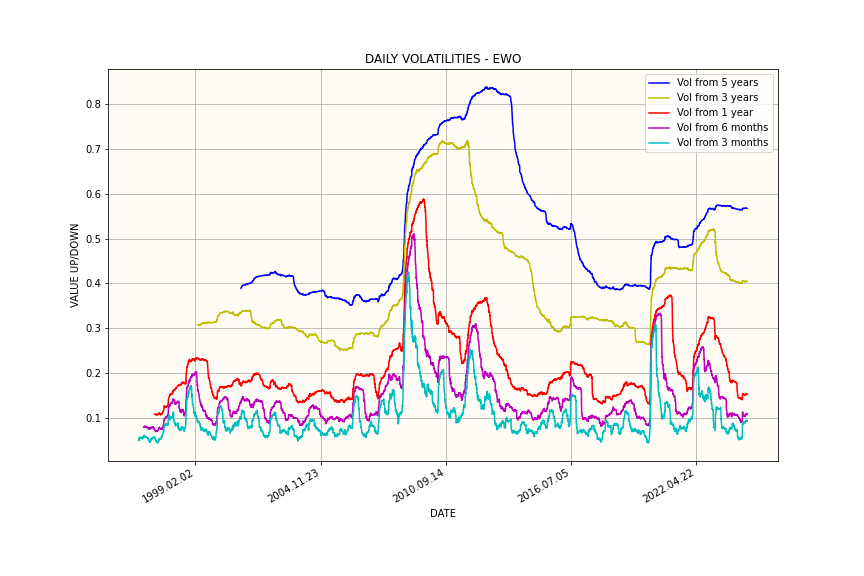 DAILY VOLATILITIES - EWO
Vol from 5 years
Vol from 3 years
Vol from 1 year
Vol from 6 months
Vol from 3 months
VALUE UP/DOWN
0.8
0.7
0.6
0.5
0.4
0.3
0.2
0.1
1999.02.02
2004.11.23
2010.09.14
2016.07.05
2022.04.22
DATE